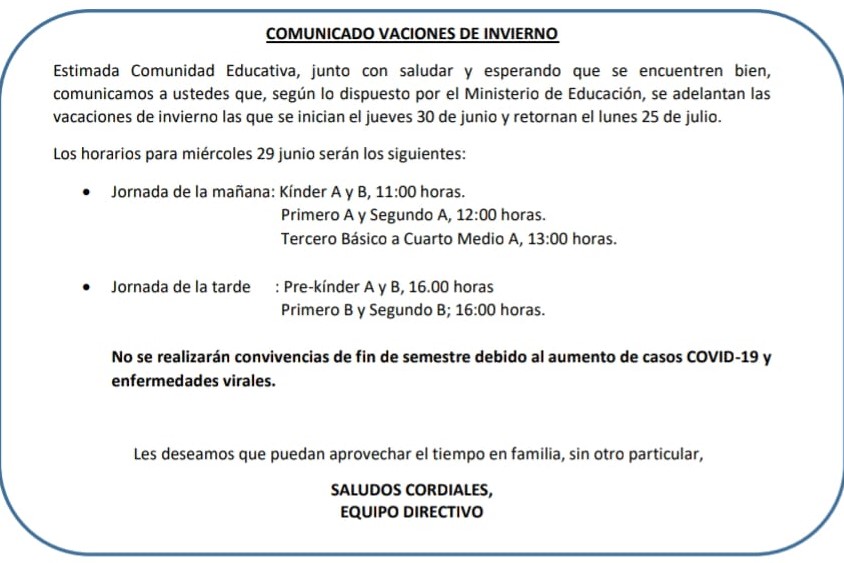 COMUNICADO VACIONES DE INVIERNO
Estimada Comunidad Educativa, junto con saludar y esperando que se encuentren bien,
comunicamos a ustedes que, según lo dispuesto por el Ministerio de Educación, se adelantan las
vacaciones de invierno las que se inician el jueves 30 de junio y retornan el lunes 25 de julio.
Los horarios para miércoles 29 junio serán los siguientes:
• Jornada de la mañana: Kínder A y B, 11:00 horas.
Primero A y Segundo A, 12:00 horas.
Tercero Básico a Cuarto Medio A, 13:00 horas.
• Jornada de la tarde : Pre-kínder A y B, 16.00 horas
Primero B y Segundo B; 16:00 horas.
No se realizarán convivencias de fin de semestre debido al aumento de casos COVID-19 y
enfermedades virales.
Les deseamos que puedan aprovechar el tiempo en familia, sin otro particular,
SALUDOS CORDIALES,
EQUIPO DIRECTIVO